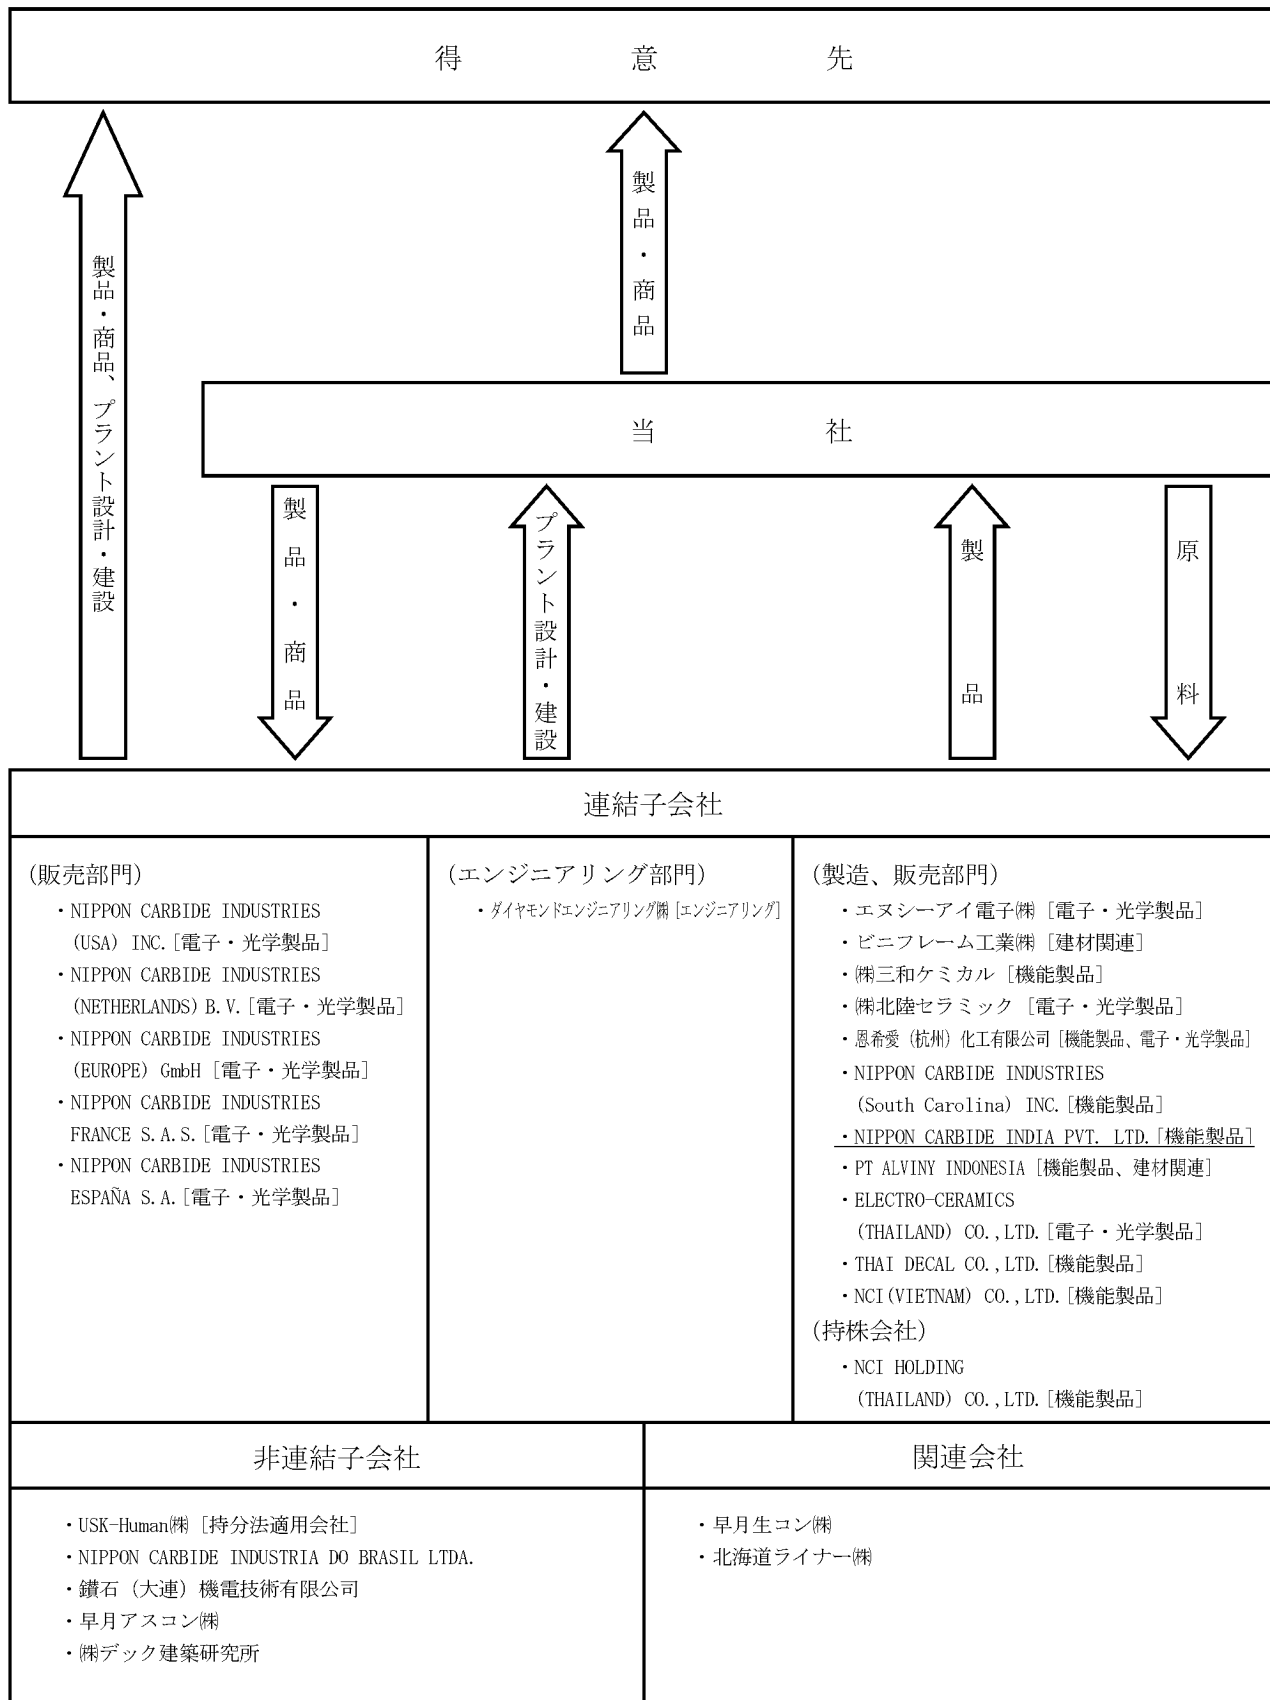 得意先
製品・商品、プラント設計・建設
製品・商品
当社
製品・商品
プラント設計・建設
製品
原料
連結子会社
(販売部門)
・NIPPON CARBIDE INDUSTRIES
(USA) INC.[電子・光学製品]
・NIPPON CARBIDE INDUSTRIES
(NETHERLANDS) B.V.[電子・光学製品]
・NIPPON CARBIDE INDUSTRIES
(EUROPE) GmbH [電子・光学製品]
・NIPPON CARBIDE INDUSTRIES
FRANCE S.A.S.[電子・光学製品]
・NIPPON CARBIDE INDUSTRIES
ESPAÑA S.A.[電子・光学製品]
(エンジニアリング部門)
・ダイヤモンドエンジニアリング㈱ [エンジニアリング]
(製造、販売部門)
・エヌシーアイ電子㈱ [電子・光学製品]
・ビニフレーム工業㈱ [建材関連]
・㈱三和ケミカル [機能製品]
・㈱北陸セラミック [電子・光学製品]
・恩希愛(杭州)化工有限公司 [機能製品、電子・光学製品]
・NIPPON CARBIDE INDUSTRIES
(South Carolina) INC.[機能製品]
・NIPPON CARBIDE INDIA PVT. LTD.[機能製品]
・PT ALVINY INDONESIA [機能製品、建材関連]
・ELECTRO-CERAMICS
(THAILAND) CO.,LTD.[電子・光学製品]
・THAI DECAL CO.,LTD.[機能製品]
・NCI(VIETNAM) CO.,LTD.[機能製品]
(持株会社)
・NCI HOLDING
(THAILAND) CO.,LTD.[機能製品]
非連結子会社
・USK-Human㈱ [持分法適用会社]
・NIPPON CARBIDE INDUSTRIA DO BRASIL LTDA.
・鑚石(大連)機電技術有限公司
・早月アスコン㈱
・㈱デック建築研究所
関連会社
・早月生コン㈱
・北海道ライナー㈱